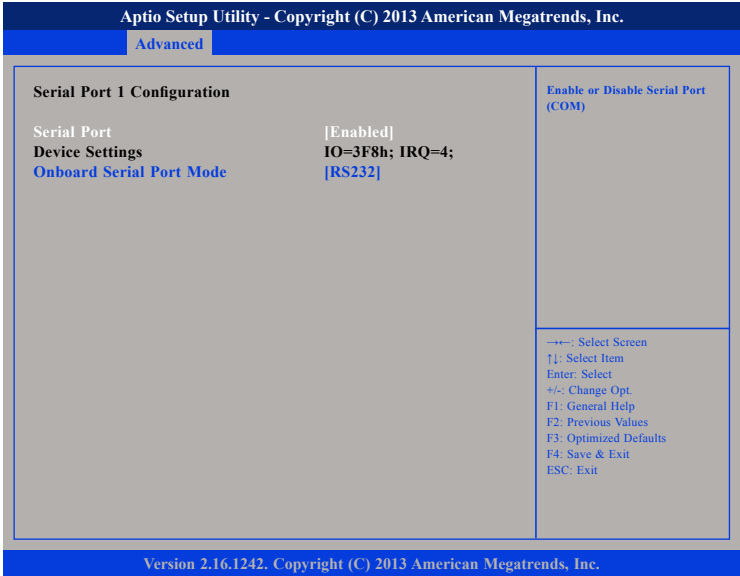 Aptio Setup Utility - Copyright (C) 2013 American Megatrends, Inc.
Advanced
Serial Port 1 Configuration
Serial Port [Enabled]
Device Settings IO=3F8h; IRQ=4;
Onboard Serial Port Mode [RS232]
Enable or Disable Serial Port
(COM)
→←: Select Screen
↑↓: Select Item
Enter: Select
+/-: Change Opt.
F1: General Help
F2: Previous Values
F3: Optimized Defaults
F4: Save & Exit
ESC: Exit
Version 2.16.1242. Copyright (C) 2013 American Megatrends, Inc.